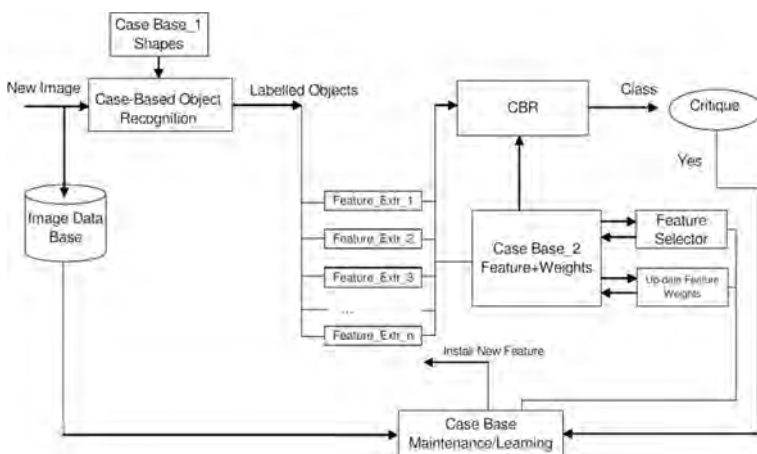 Case Base_1
Shapes
New Image
Case-Based Object
Recognition
Labelled Objects
CBR
Class
Critique
Yes
Image Data
Base
Feature_Extr_1
Feature_Extr_2
Feature_Extr_3
...
Feature_Extr_n
Case Base_2
Feature+Weights
Feature
Selector
Up-date Feature
Weights
Install New Feature
Case Base
Maintenance/Learning